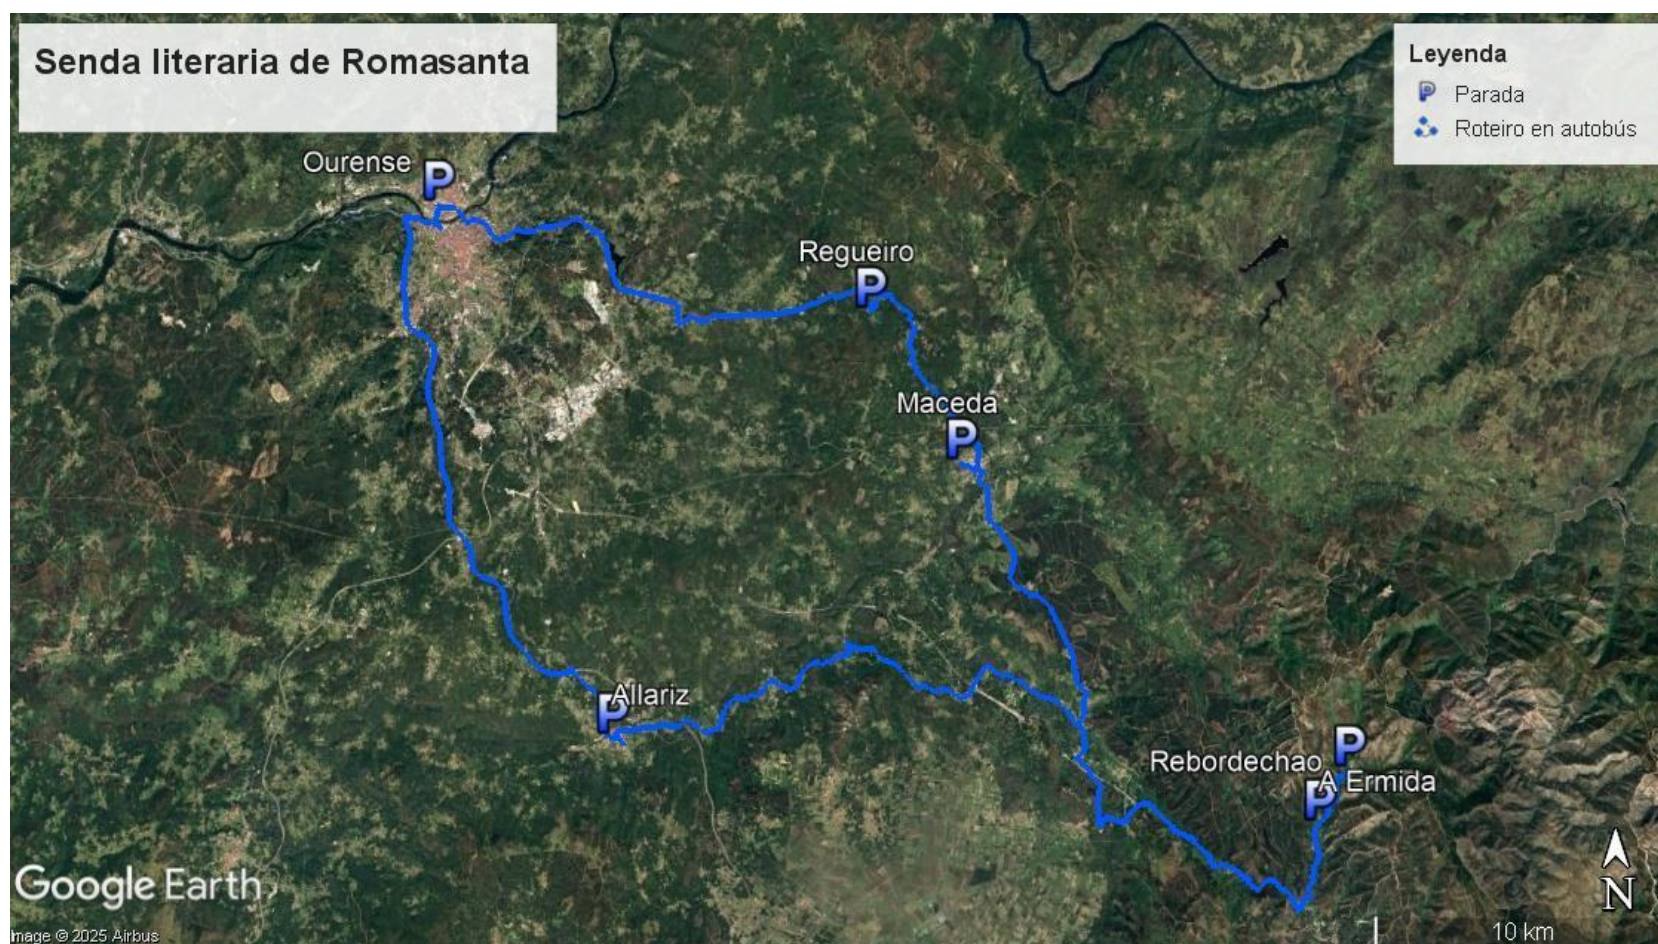 Senda literaria de Romasanta
Leyenda
Parada
Roteiro en autobús
Ourense
P
Regueiro
P
Maceda
P
Allariz
P
P
Rebordechao
A Ermida
P
N
Google Earth
Image © 2025 Airbus
10 km